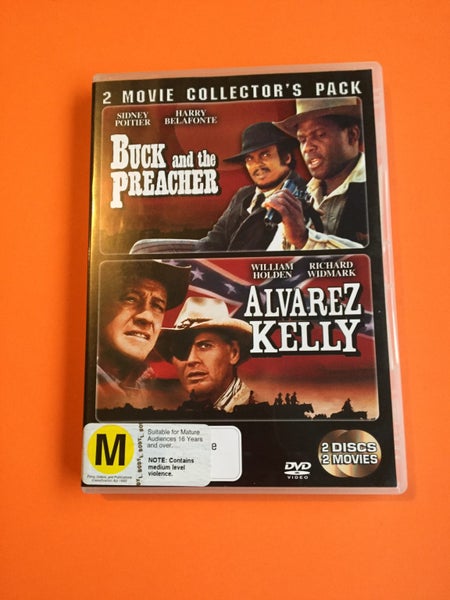 2 MOVIE COLLECTOR'S PACK
SIDNEY POITIER
HARRY BELAFONTE
BUCK and the
PREACHER
WILLIAM HOLDEN
RICHARD WIDMARK
ALVAREZ
KELLY
M
Suitable for Mature
Audiences 16 Years
and over.
NOTE: Contains
medium level
violence.
e
DVD
VIDEO
2 DISCS
2 MOVIES